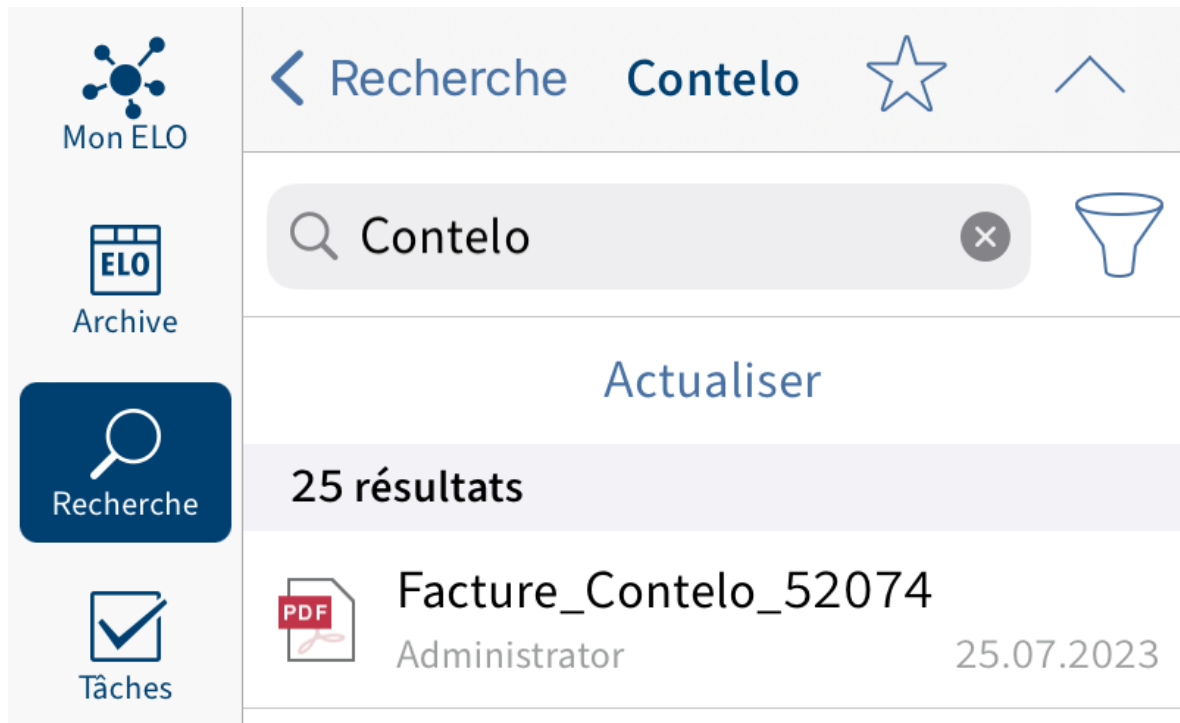 Mon ELO
ELO
Archive
Recherche
Tâches
Recherche Contelo
Contelo
Actualiser
25 résultats
PDF
Facture_Contelo_52074
Administrator 25.07.2023